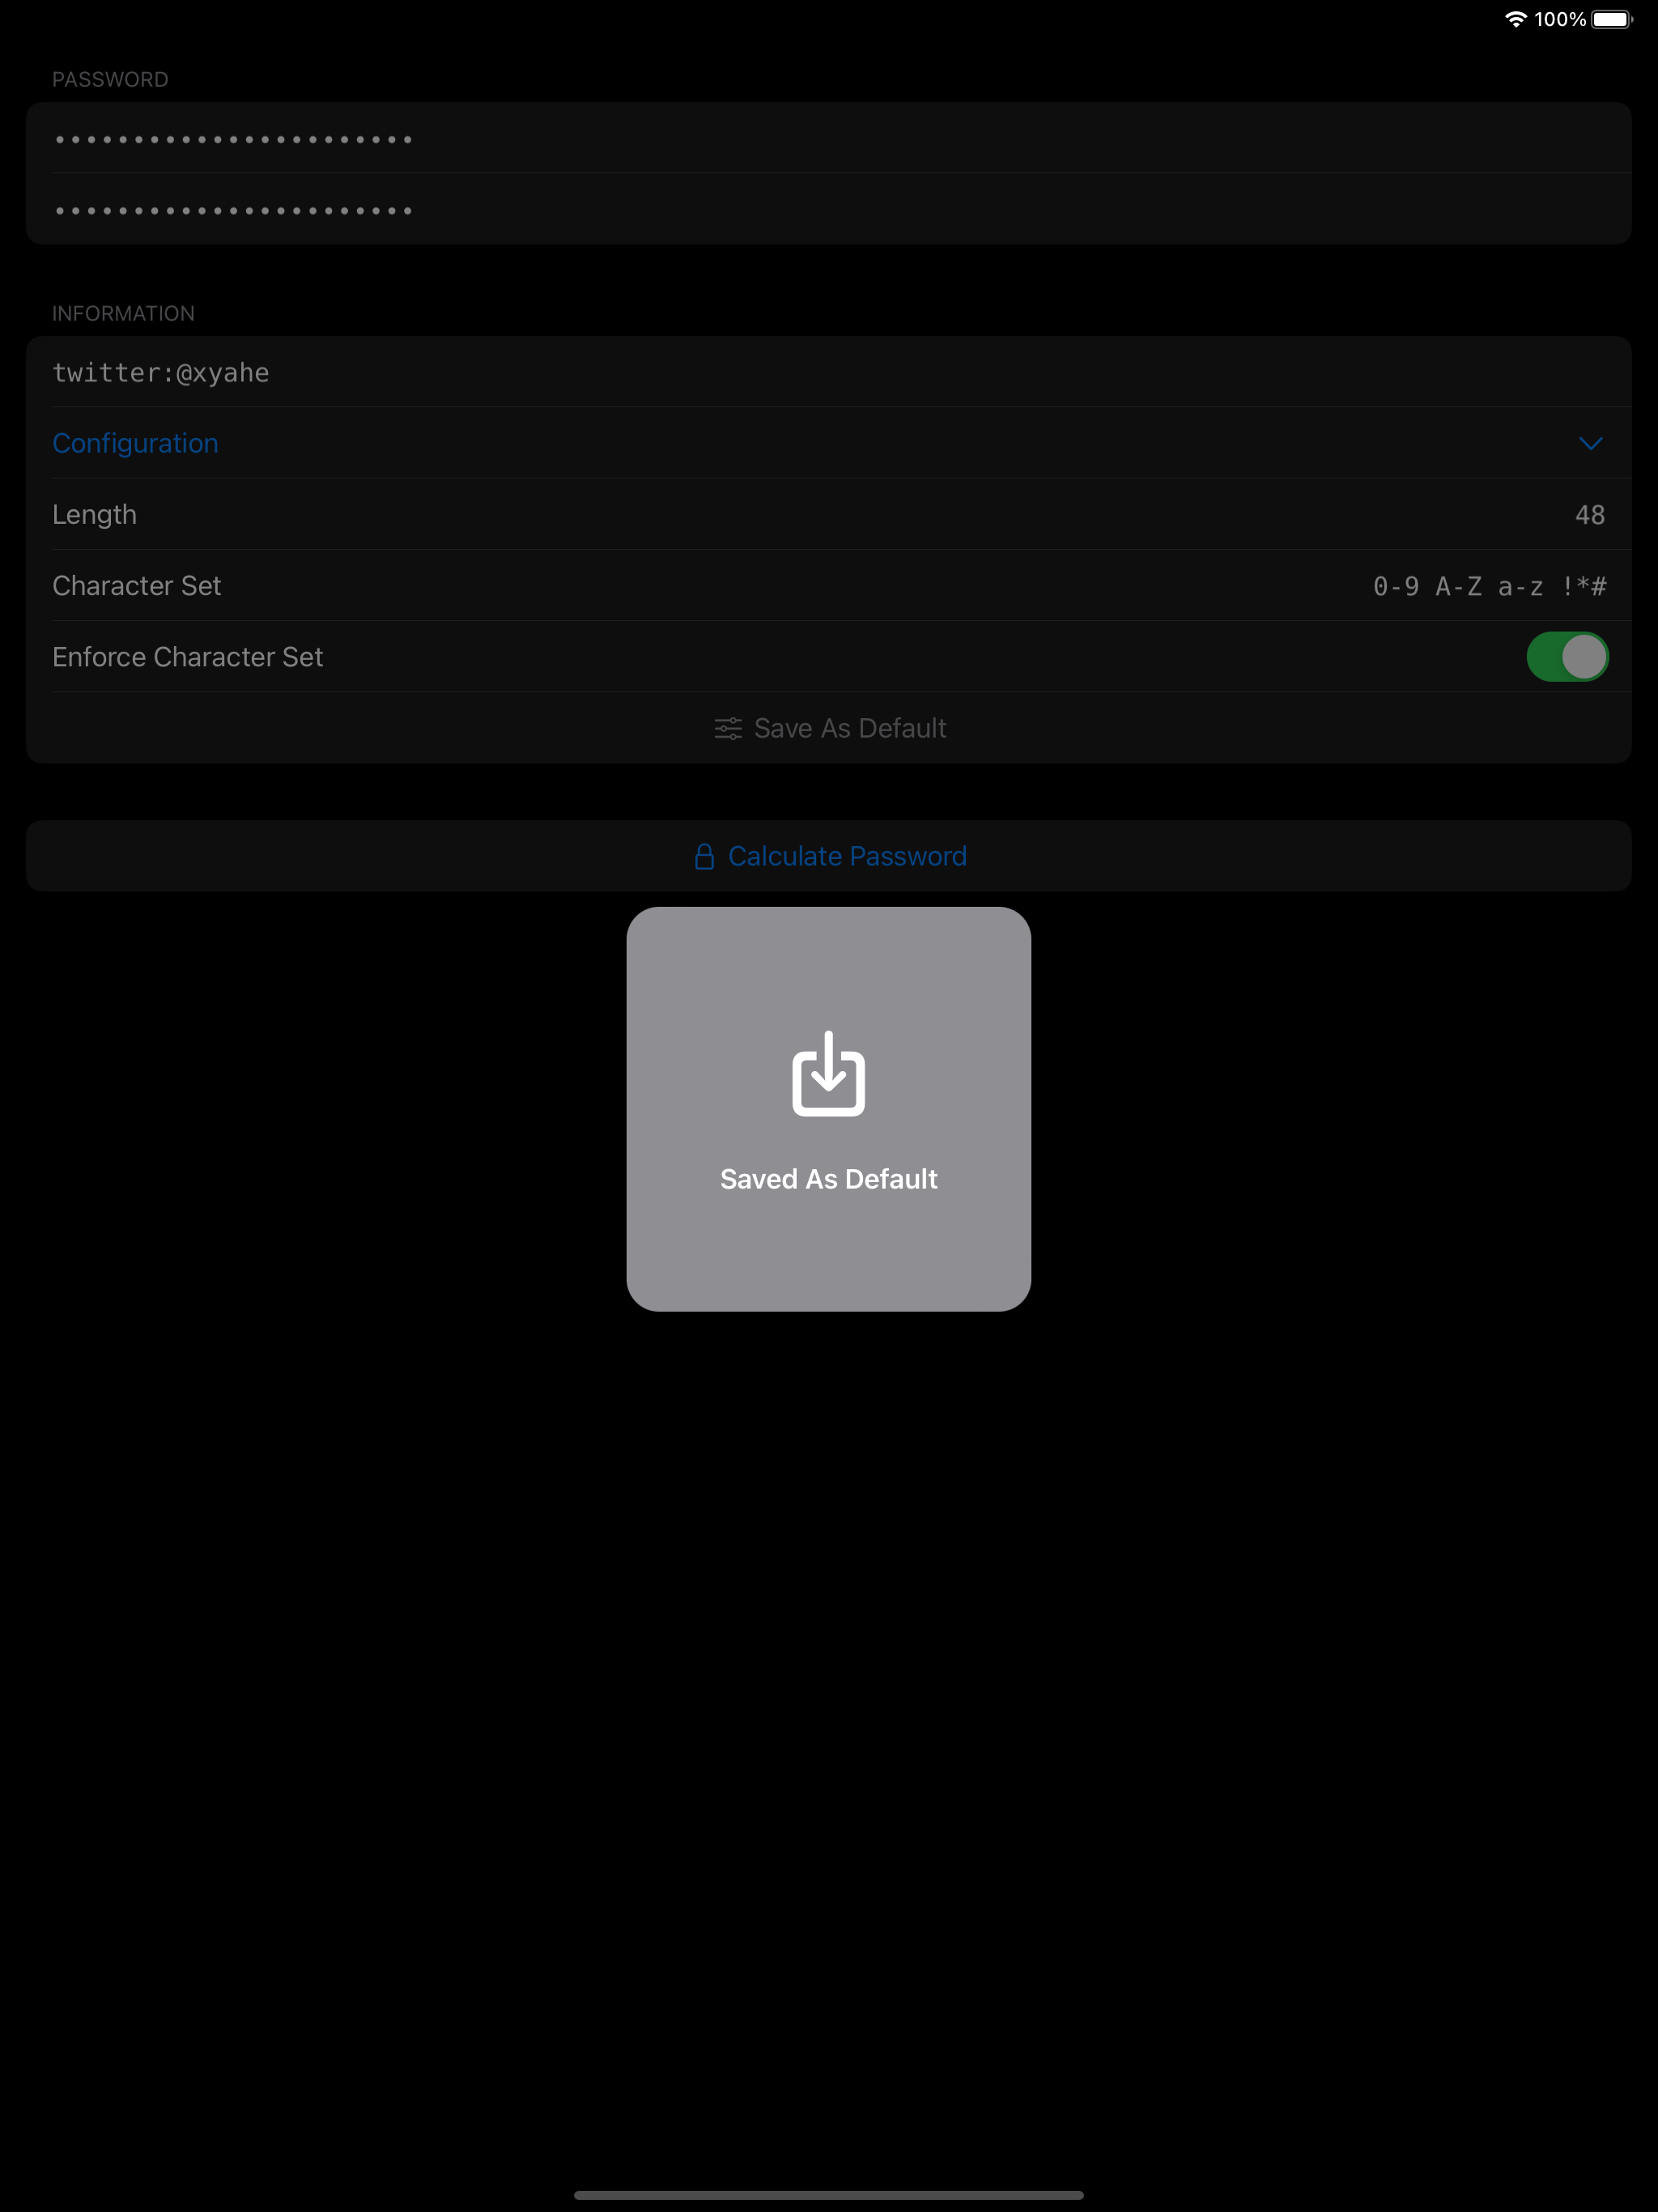 100%
PASSWORD
•••••••••••••••••••••••
•••••••••••••••••••••••
INFORMATION
twitter:@xyahe
Configuration
Length 48
Character Set 0-9 A-Z a-z !*#
Enforce Character Set
Save As Default
Calculate Password
Saved As Default